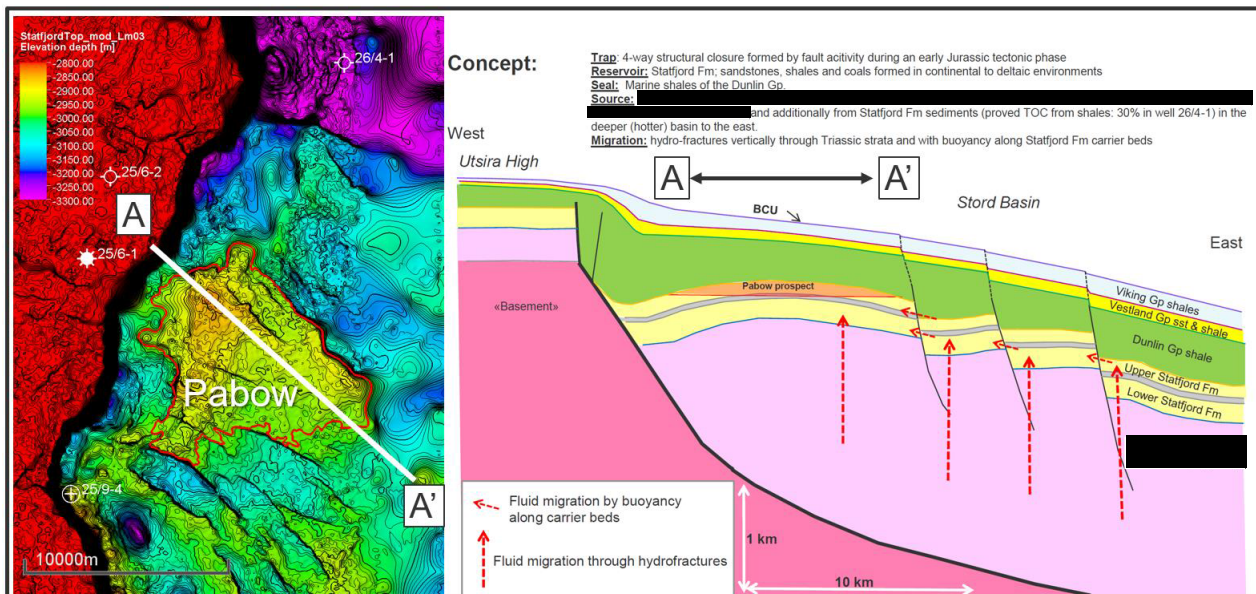 StatfjordTop_mod_Lm03
Elevation depth [m]
-2800.00
-2850.00
-2900.00
-2950.00
-3000.00
-3050.00
-3100.00
-3150.00
-3200.00
-3250.00
-3300.00
26/4-1
25/6-2
A
25/6-1
Pabow
25/9-4
A'
10000m
Concept:
Trap: 4-way structural closure formed by fault acitivity during an early Jurassic tectonic phase
Reservoir: Statfjord Fm; sandstones, shales and coals formed in continental to deltaic environments
Seal: Marine shales of the Dunlin Gp.
Source:
and additionally from Statfjord Fm sediments (proved TOC from shales: 30% in well 26/4-1) in the
deeper (hotter) basin to the east.
Migration: hydro-fractures vertically through Triassic strata and with buoyancy along Statfjord Fm carrier beds
West
Utsira High
A
A'
Stord Basin
BCU
East
Pabow prospect
«Basement»
Viking Gp shales
Vestland Gp sst & shale
Dunlin Gp shale
Upper Statfjord Fm
Lower Statfjord Fm
Fluid migration by buoyancy
along carrier beds
Fluid migration through hydrofractures
1 km
10 km